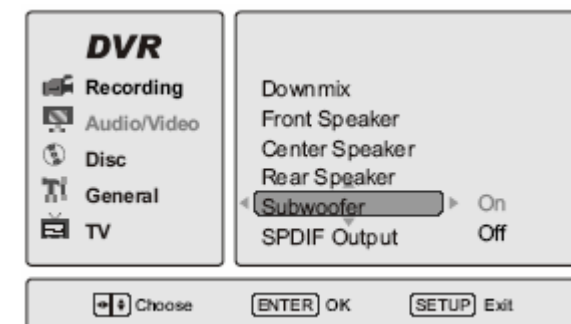 DVR
Recording
Audio/Video
Disc
General
TV
Downmix
Front Speaker
Center Speaker
Rear Speaker
Subwoofer On
SPDIF Output Off
Choose ENTER OK SETUP Exit